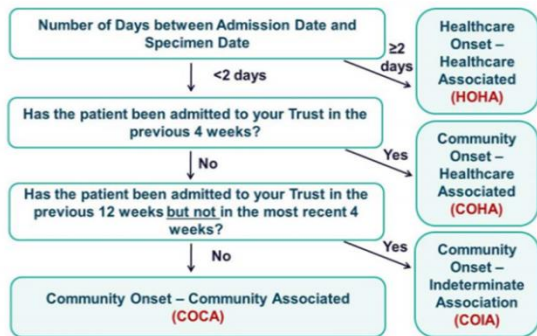 Number of Days between Admission Date and
Specimen Date
≥2
days
<2 days
Healthcare
Onset –
Healthcare
Associated
(HOHA)
Has the patient been admitted to your Trust in the
previous 4 weeks?
Yes
No
Community
Onset –
Healthcare
Associated
(COHA)
Has the patient been admitted to your Trust in the
previous 12 weeks but not in the most recent 4
weeks?
Yes
No
Community
Onset –
Indeterminate
Association
(COIA)
Community Onset – Community Associated
(COCA)